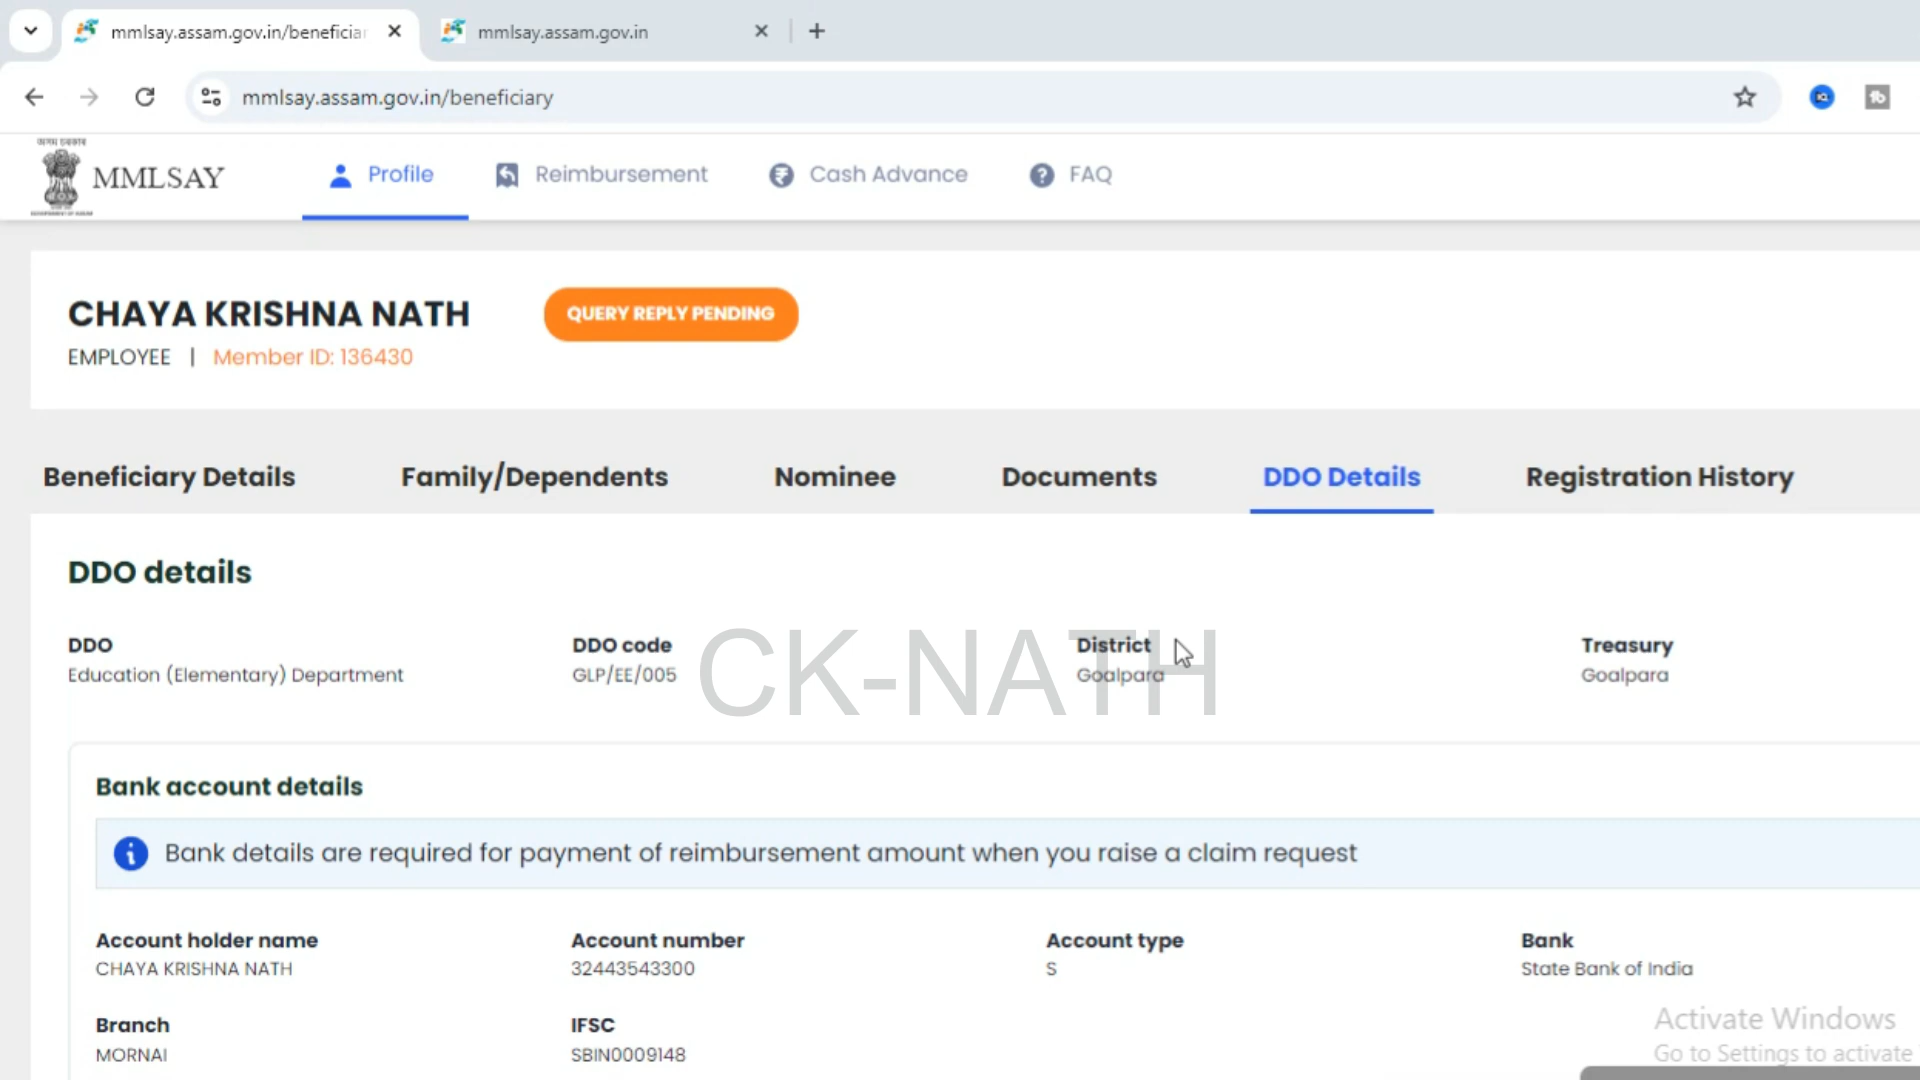 mmlsay.assam.gov.in/beneficiar
mmlsay.assam.gov.in
mmlsay.assam.gov.in/beneficiary
MMLSAY
Profile
Reimbursement
Cash Advance
FAQ
CHAYA KRISHNA NATH
QUERY REPLY PENDING
EMPLOYEE | Member ID: 136430
Beneficiary Details
Family/Dependents
Nominee
Documents
DDO Details
Registration History
DDO details
DDO
Education (Elementary) Department
DDO code
GLP/EE/005
District
Goalpara
Treasury
Goalpara
CK-NATH
Bank account details
Bank details are required for payment of reimbursement amount when you raise a claim request
Account holder name
CHAYA KRISHNA NATH
Account number
32443543300
Account type
S
Bank
State Bank of India
Branch
MORNAI
IFSC
SBIN0009148
Activate Windows
Go to Settings to activate